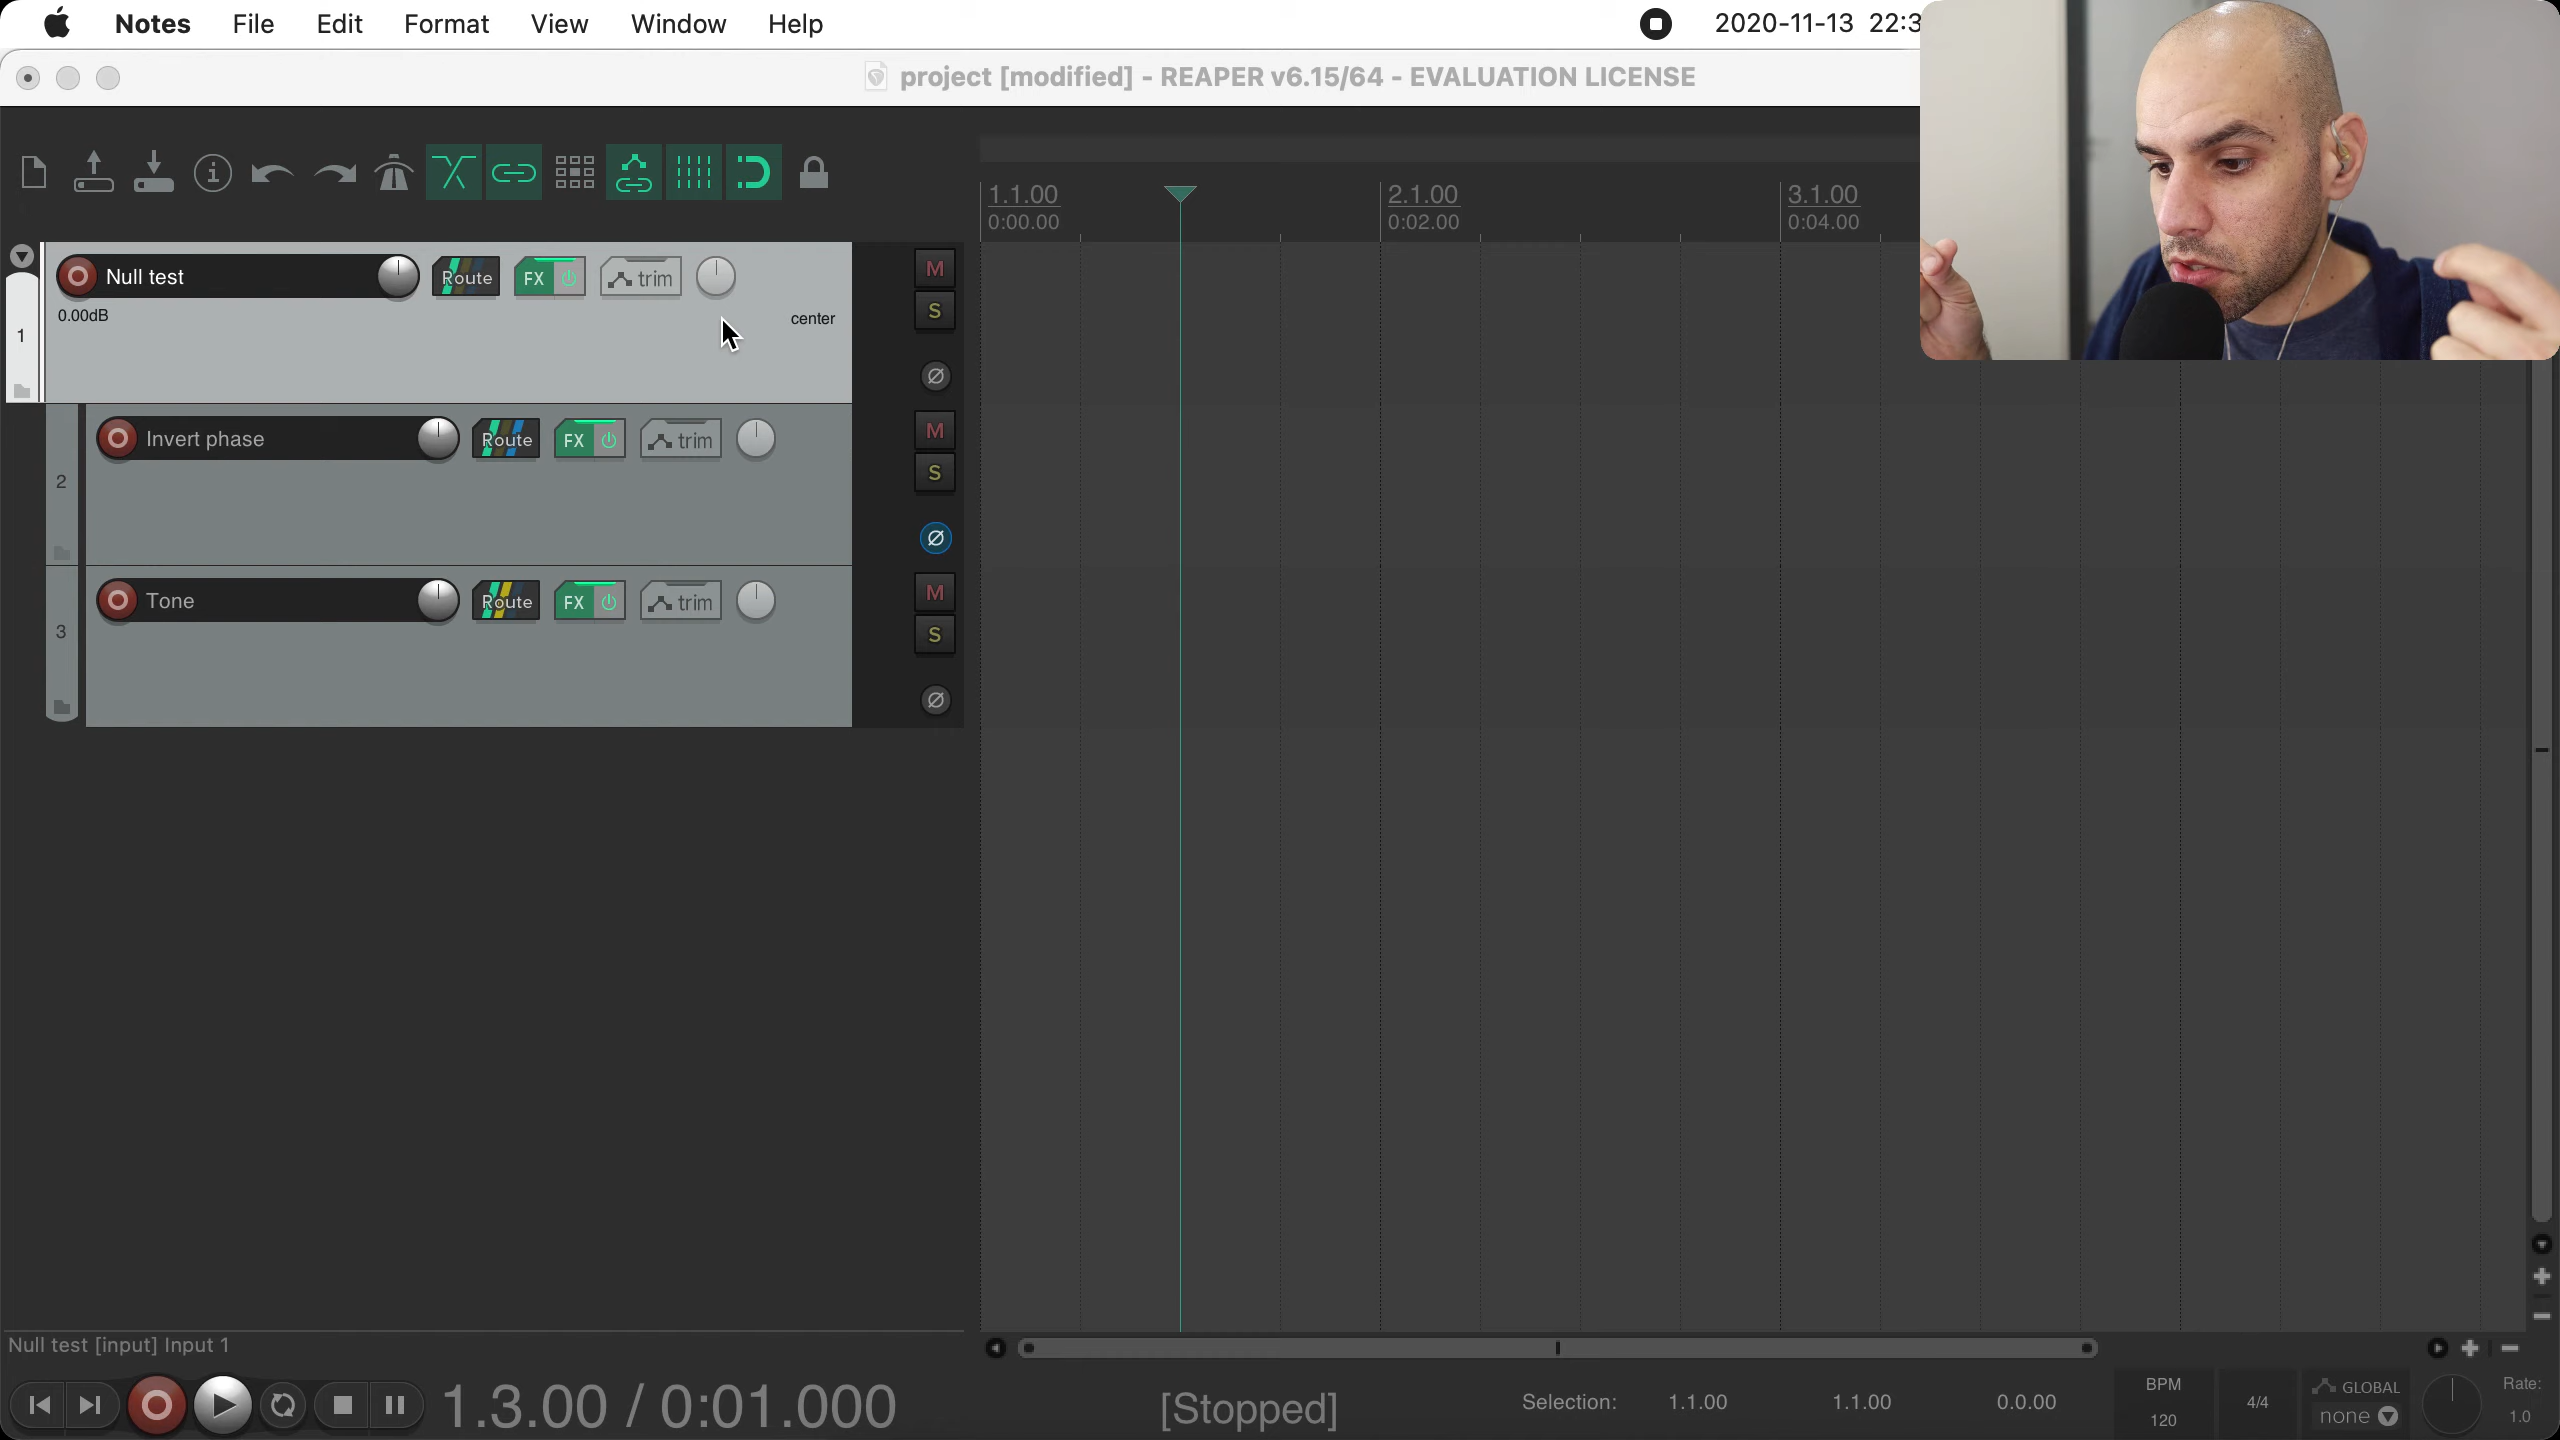 Notes File Edit Format View Window Help
2020-11-13 22:3
project [modified] - REAPER v6.15/64 - EVALUATION LICENSE
1.1.00 2.1.00 3.1.00
0:00.00 0:02.00 0:04.00
Null test Route FX trim M
0.00dB center S
1
Invert phase Route FX trim M
S
2
Tone Route FX trim M
S
3
Null test [input] Input 1
1.3.00 / 0:01.000 [Stopped] Selection: 1.1.00 1.1.00 0.0.00
BPM
120
4/4
GLOBAL
none
Rate:
1.0